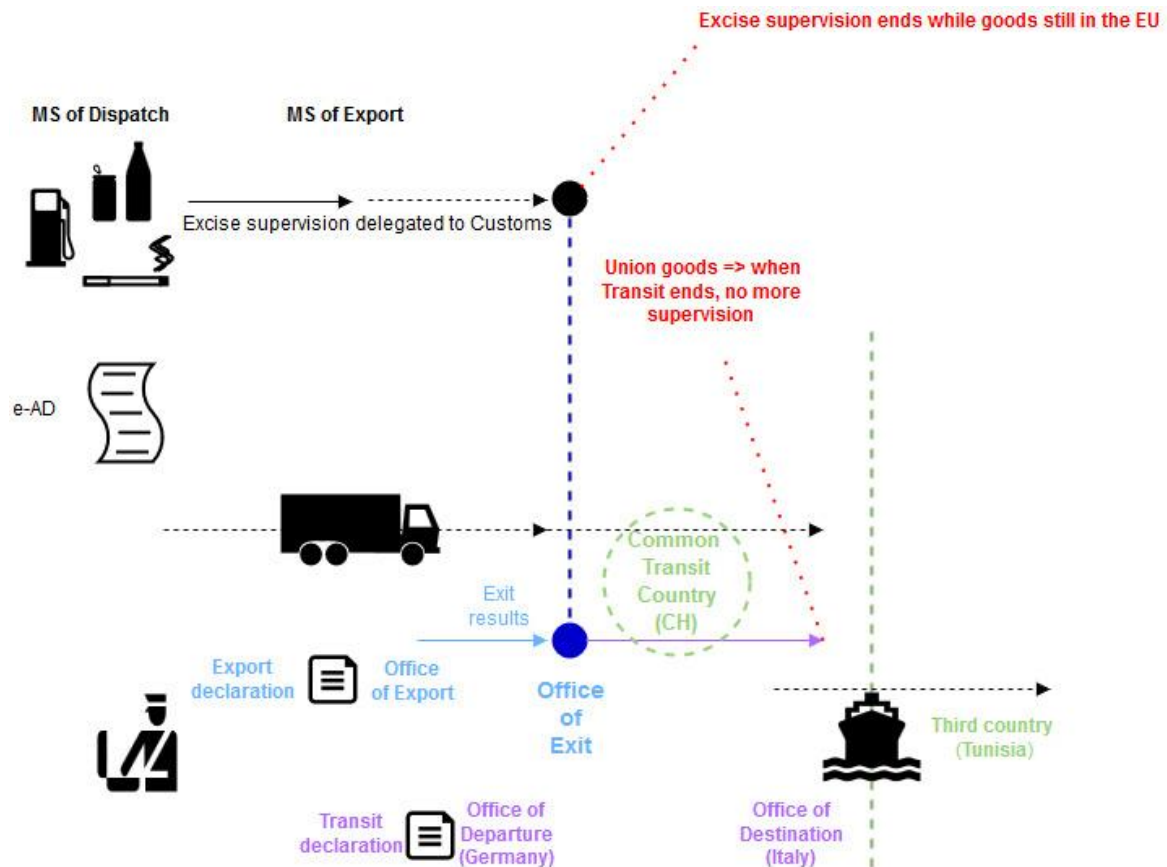 Excise supervision ends while goods still in the EU
MS of Dispatch
MS of Export
Excise supervision delegated to Customs
Union goods => when
Transit ends, no more
supervision
e-AD
Common
Transit
Country
(CH)
Exit
results
Export
declaration
Office
of Export
Office
of
Exit
Third country
(Tunisia)
Transit
declaration
Office of
Departure
(Germany)
Office of
Destination
(Italy)